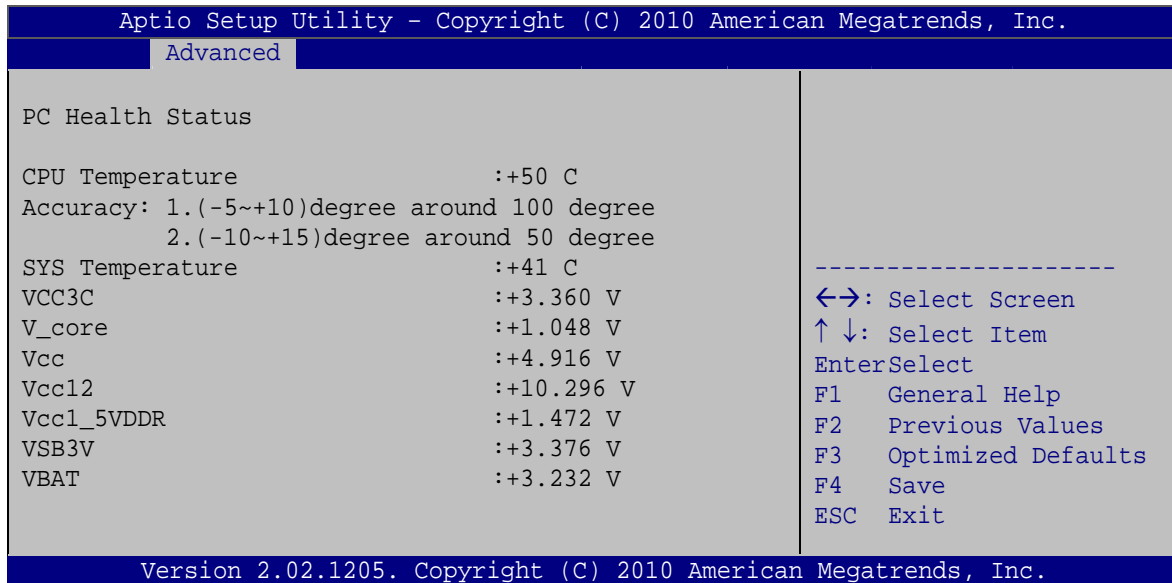 Aptio Setup Utility – Copyright (C) 2010 American Megatrends, Inc.
Advanced
PC Health Status
CPU Temperature :+50 C
Accuracy: 1.(-5~+10)degree around 100 degree
2.(-10~+15)degree around 50 degree
SYS Temperature :+41 C
VCC3C :+3.360 V
V_core :+1.048 V
Vcc :+4.916 V
Vcc12 :+10.296 V
Vcc1_5VDDR :+1.472 V
VSB3V :+3.376 V
VBAT :+3.232 V
---------------------
←→: Select Screen
↑ ↓: Select Item
EnterSelect
F1 General Help
F2 Previous Values
F3 Optimized Defaults
F4 Save
ESC Exit
Version 2.02.1205. Copyright (C) 2010 American Megatrends, Inc.